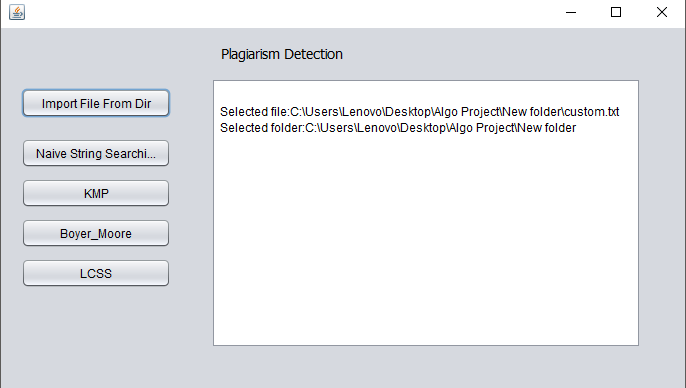 Plagiarism Detection
Import File From Dir
Naive String Searchi...
KMP
Boyer_Moore
LCSS
Selected file:C:\Users\Lenovo\Desktop\Algo Project\New folder\custom.txt
Selected folder:C:\Users\Lenovo\Desktop\Algo Project\New folder